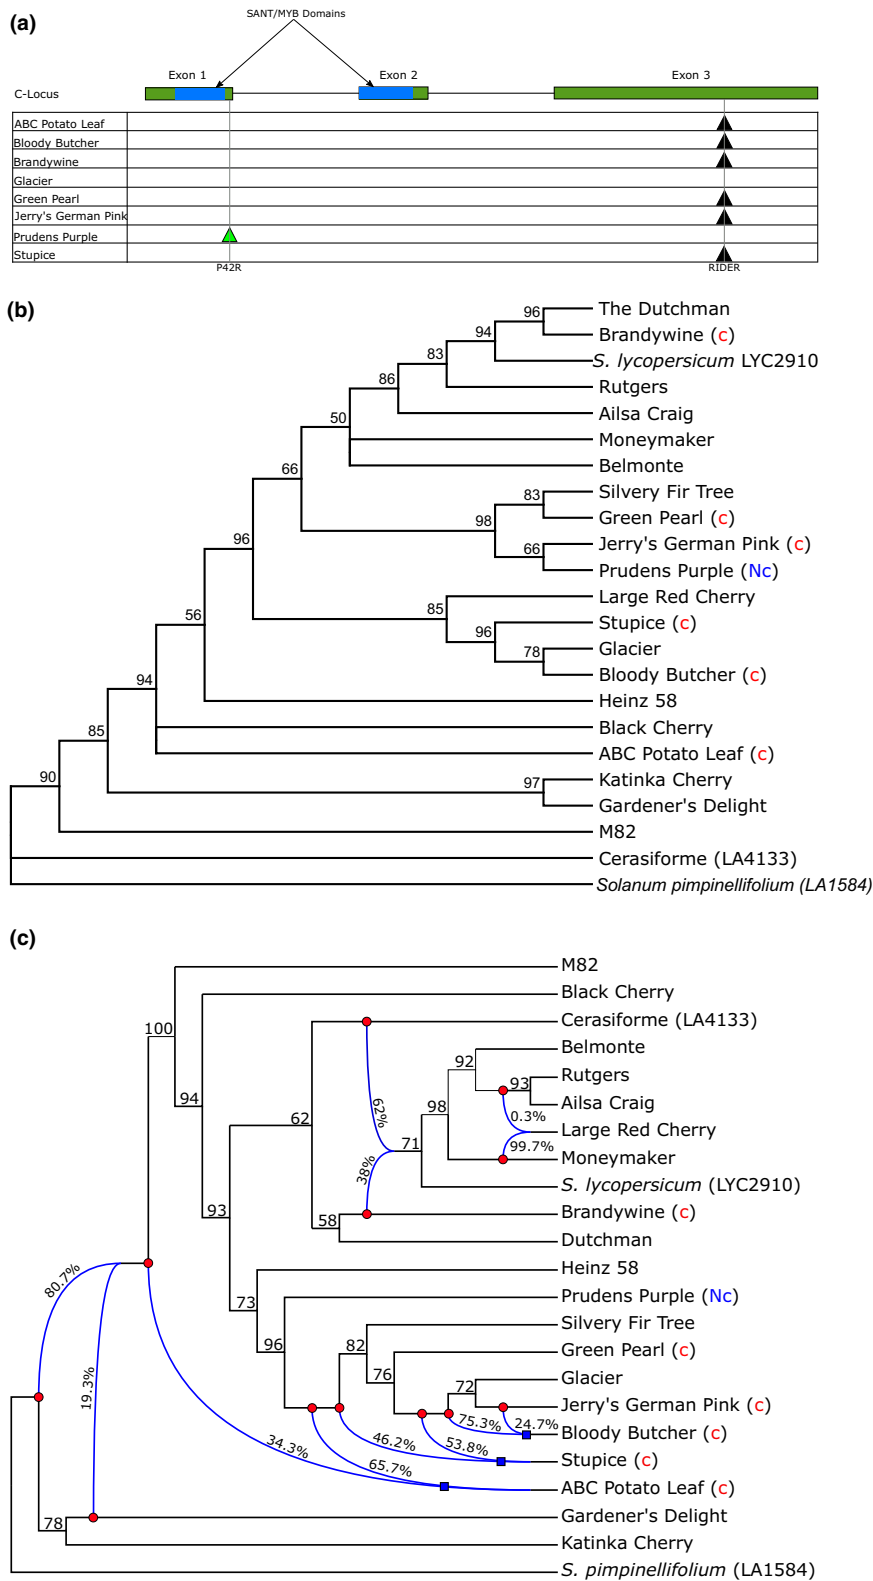 (a)
SANT/MYB Domains
Exon 1
Exon 2
Exon 3
C-Locus
ABC Potato Leaf
Bloody Butcher
Brandywine
Glacier
Green Pearl
Jerry's German Pink
Prudens Purple
Stupice
P42R
RIDER
(b)
96 The Dutchman
94 Brandywine (c)
83 S. lycopersicum LYC2910
86 Rutgers
50 Ailsa Craig
Moneymaker
66 Belmonte
83 Silvery Fir Tree
98 Green Pearl (c)
96 66 Jerry's German Pink (c)
Prudens Purple (Nc)
85 Large Red Cherry
56 96 Stupice (c)
78 Glacier
94 Bloody Butcher (c)
Heinz 58
85 Black Cherry
ABC Potato Leaf (c)
90 97 Katinka Cherry
Gardener's Delight
M82
Cerasiforme (LA4133)
Solanum pimpinellifolium (LA1584)
(c)
M82
100 Black Cherry
94 Cerasiforme (LA4133)
92 Belmonte
93 Rutgers
62 62% 98 Ailsa Craig
0.3% Large Red Cherry
38% 71 99.7% Moneymaker
S. lycopersicum (LYC2910)
93 58 Brandywine (c)
Dutchman
80.7% Heinz 58
73 Prudens Purple (Nc)
96 82 Silvery Fir Tree
76 Green Pearl (c)
19.3% 72 Glacier
Jerry's German Pink (c)
75.3% 24.7% Bloody Butcher (c)
34.3% 46.2% 53.8% Stupice (c)
65.7% ABC Potato Leaf (c)
78 Gardener's Delight
Katinka Cherry
S. pimpinellifolium (LA1584)